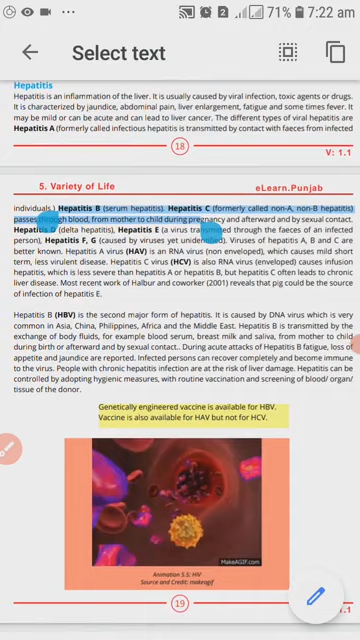 71% 7:22 am
Select text
Hepatitis
Hepatitis is an inflammation of the liver. It is usually caused by viral infection, toxic agents or drugs.
It is characterized by jaundice, abdominal pain, liver enlargement, fatigue and some times fever.
It may be mild or can be acute and can lead to liver cancer. The different types of viral hepatitis are
Hepatitis A (formerly called infectious hepatitis is transmitted by contact with faeces from infected
18
V: 1.1
5. Variety of Life
eLearn.Punjab
individuals.) Hepatitis B (serum hepatitis). Hepatitis C (formerly called non-A, non-B hepatitis)
passes through blood, from mother to child during pregnancy and afterward and by sexual contact.
Hepatitis D (delta hepatitis), Hepatitis E (a virus transmitted through the faeces of an infected
person), Hepatitis F, G (caused by viruses yet unidentified). Viruses of hepatitis A, B and C are
better known. Hepatitis A virus (HAV) is an RNA virus (non enveloped), which causes mild short
term, less virulent disease. Hepatitis C virus (HCV) is also RNA virus (enveloped) causes infusion
hepatitis, which is less severe than hepatitis A or hepatitis B, but hepatitis C often leads to chronic
liver disease. Most recent work of Halbur and coworker (2001) reveals that pig could be the source
of infection of hepatitis E.
Hepatitis B (HBV) is the second major form of hepatitis. It is caused by DNA virus which is very
common in Asia, China, Philippines, Africa and the Middle East. Hepatitis B is transmitted by the
exchange of body fluids, for example blood serum, breast milk and saliva, from mother to child
during birth or afterward and by sexual contact.. During acute attacks of Hepatitis B fatigue, loss of
appetite and jaundice are reported. Infected persons can recover completely and become immune
to the virus. People with chronic hepatitis infection are at the risk of liver damage. Hepatitis can
be controlled by adopting hygienic measures, with routine vaccination and screening of blood/ organ/
tissue of the donor.
Genetically engineered vaccine is available for HBV.
Vaccine is also available for HAV but not for HCV.
MakeAGIF.com
Animation 5.5: HIV
Source and Credit: makeagif
19
1.1